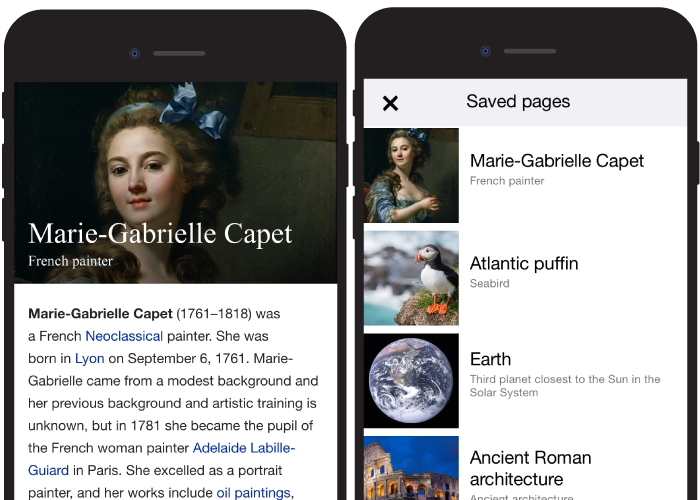 Marie-Gabrielle Capet
French painter
Marie-Gabrielle Capet (1761–1818) was
a French Neoclassical painter. She was
born in Lyon on September 6, 1761. Marie-
Gabrielle came from a modest background and
her previous background and artistic training is
unknown, but in 1781 she became the pupil of
the French woman painter Adelaide Labille-
Guiard in Paris. She excelled as a portrait
painter, and her works include oil paintings,
Saved pages
Marie-Gabrielle Capet
French painter
Atlantic puffin
Seabird
Earth
Third planet closest to the Sun in the
Solar System
Ancient Roman
architecture
Ancient architecture